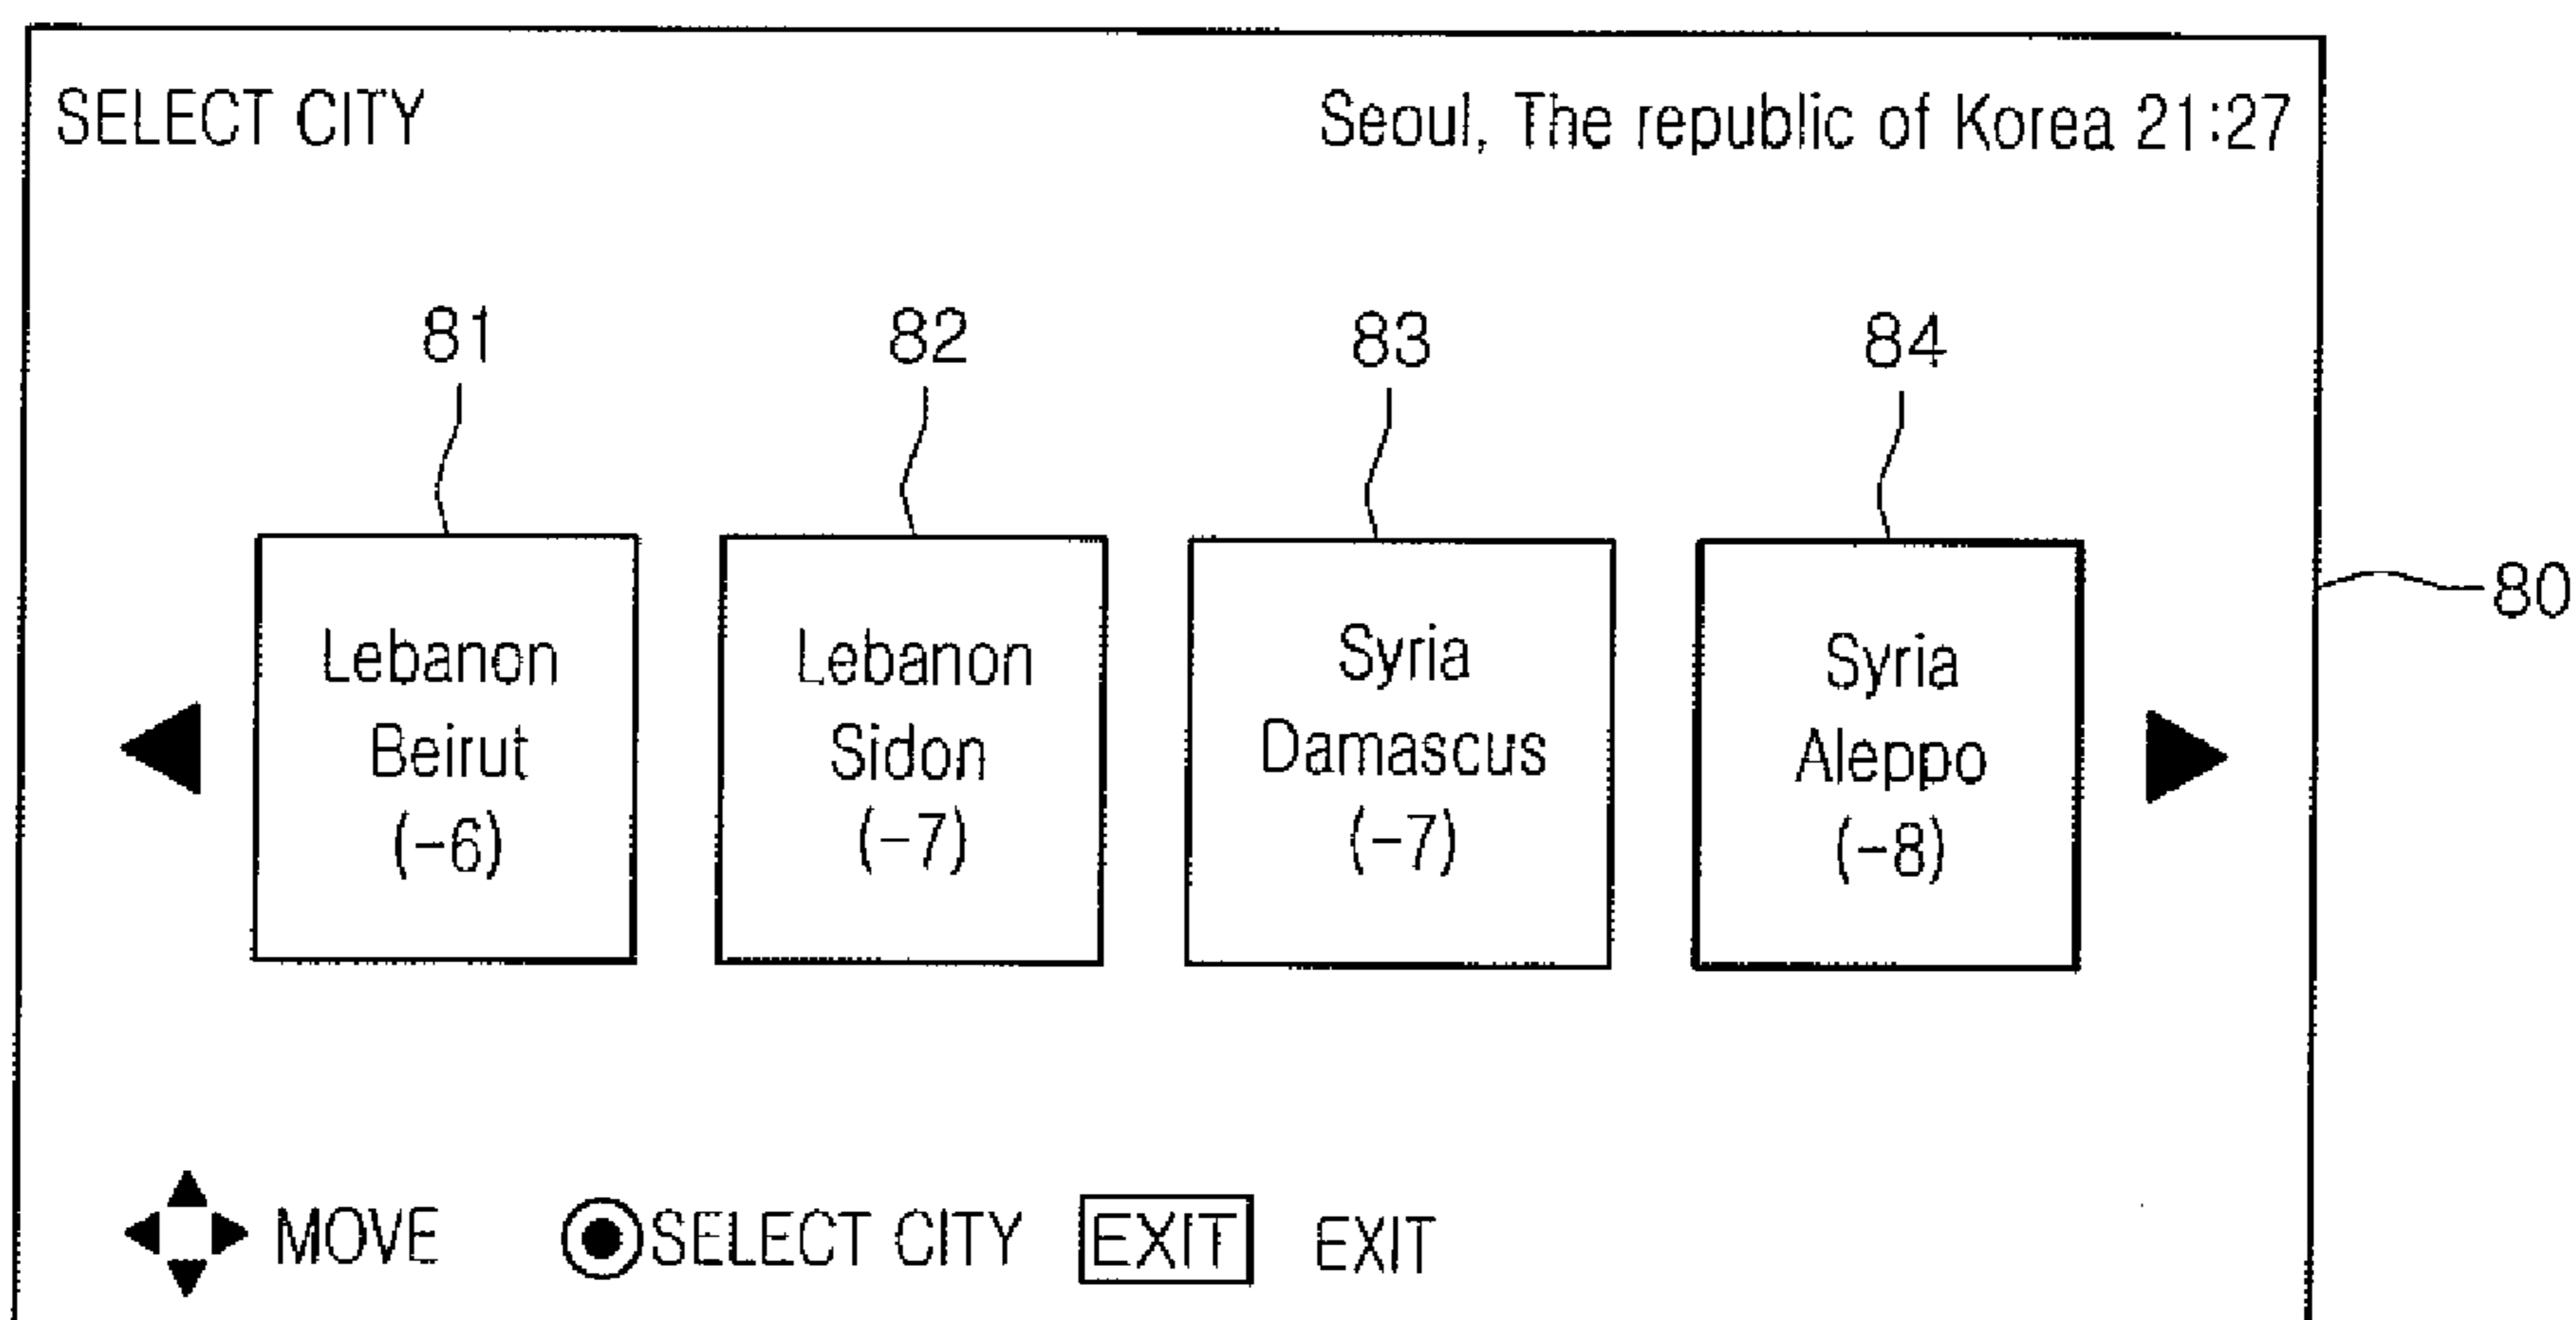 SELECT CITY
Seoul, The republic of Korea 21:27
81
82
83
84
80
Lebanon
Beirut
(-6)
Lebanon
Sidon
(-7)
Syria
Damascus
(-7)
Syria
Aleppo
(-8)
MOVE
SELECT CITY
EXIT
EXIT